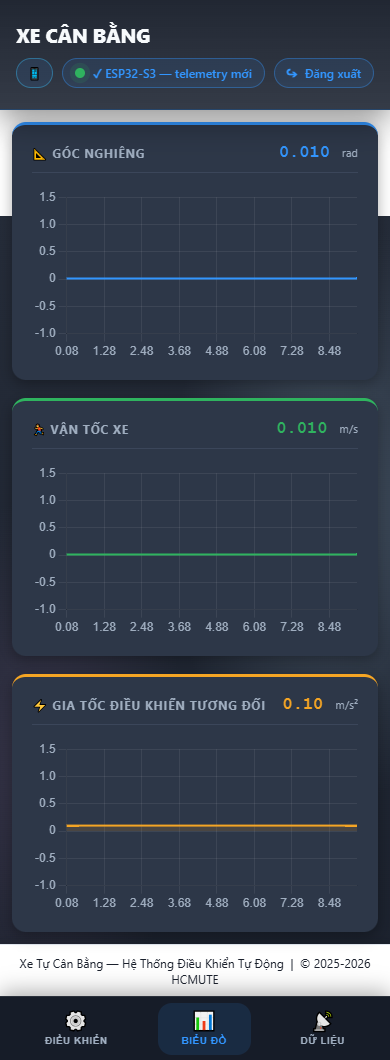 XE CÂN BẰNG
✓ ESP32-S3 — telemetry mới
Đăng xuất
GÓC NGHIÊNG 0.010 rad
1.5
1.0
0.5
0
-0.5
-1.0
0.08 1.28 2.48 3.68 4.88 6.08 7.28 8.48
VẬN TỐC XE 0.010 m/s
1.5
1.0
0.5
0
-0.5
-1.0
0.08 1.28 2.48 3.68 4.88 6.08 7.28 8.48
GIA TỐC ĐIỀU KHIỂN TƯƠNG ĐỐI 0.10 m/s²
1.5
1.0
0.5
0
-0.5
-1.0
0.08 1.28 2.48 3.68 4.88 6.08 7.28 8.48
Xe Tự Cân Bằng — Hệ Thống Điều Khiển Tự Động | © 2025-2026
HCMUTE
ĐIỀU KHIỂN BIỂU ĐỒ DỮ LIỆU